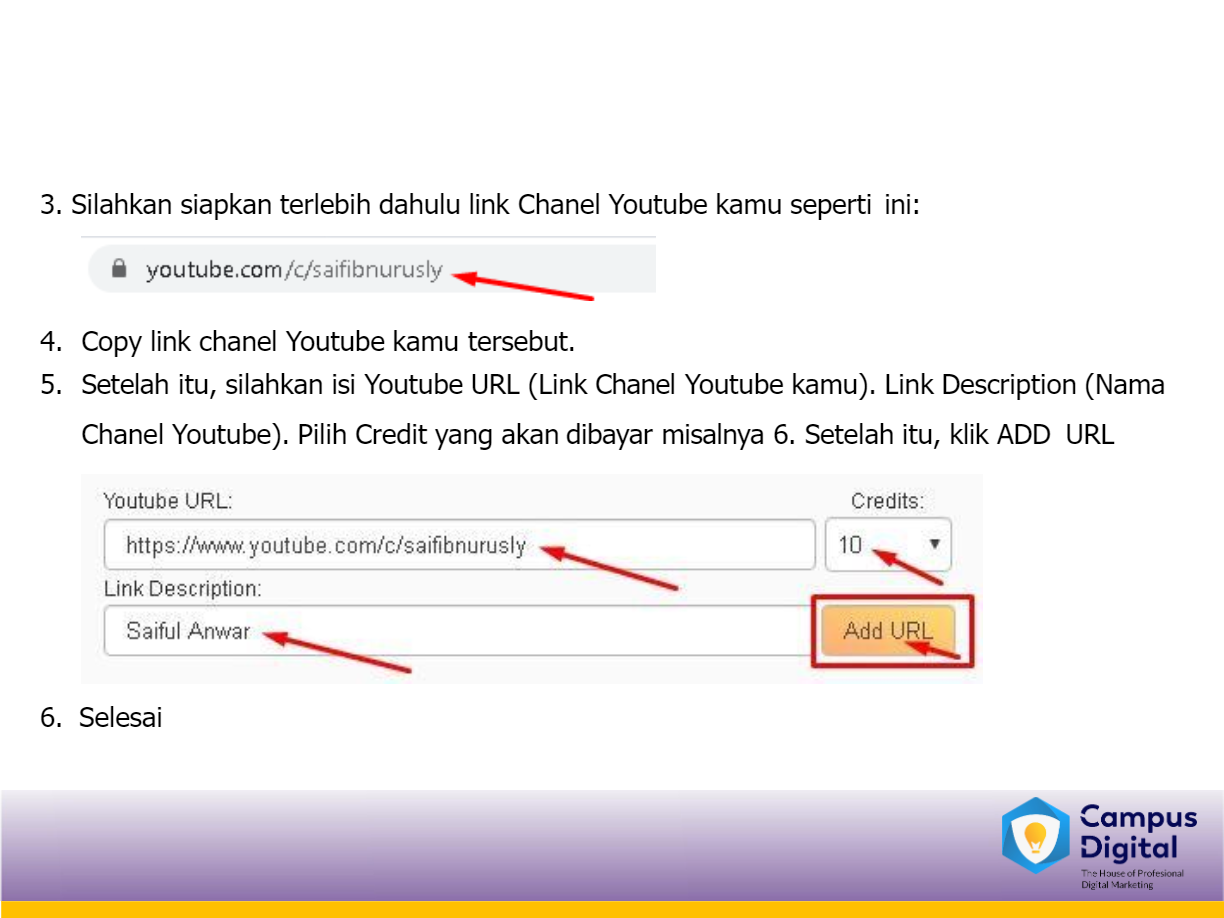 3. Silahkan siapkan terlebih dahulu link Chanel Youtube kamu seperti ini:
youtube.com/c/saifibnurusly
4. Copy link chanel Youtube kamu tersebut.
5. Setelah itu, silahkan isi Youtube URL (Link Chanel Youtube kamu). Link Description (Nama
Chanel Youtube). Pilih Credit yang akan dibayar misalnya 6. Setelah itu, klik ADD URL
Youtube URL: Credits:
https://www.youtube.com/c/saifibnurusly 10
Link Description:
Saiful Anwar Add URL
6. Selesai
Campus
Digital
The House of Profesional
Digital Marketing